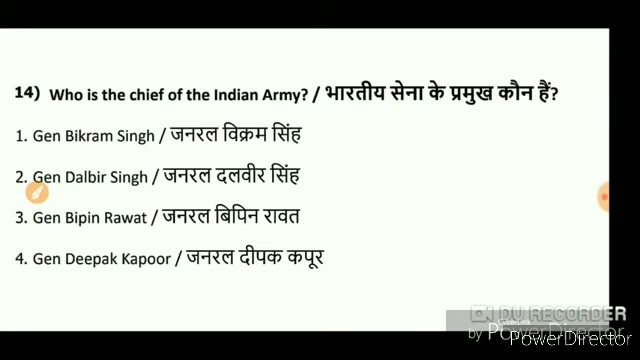 14) Who is the chief of the Indian Army? / भारतीय सेना के प्रमुख कौन हैं?
1. Gen Bikram Singh / जनरल विक्रम सिंह
2. Gen Dalbir Singh / जनरल दलवीर सिंह
3. Gen Bipin Rawat / जनरल बिपिन रावत
4. Gen Deepak Kapoor / जनरल दीपक कपूर
DU RECORDER
by PowerDirector
PowerDirector